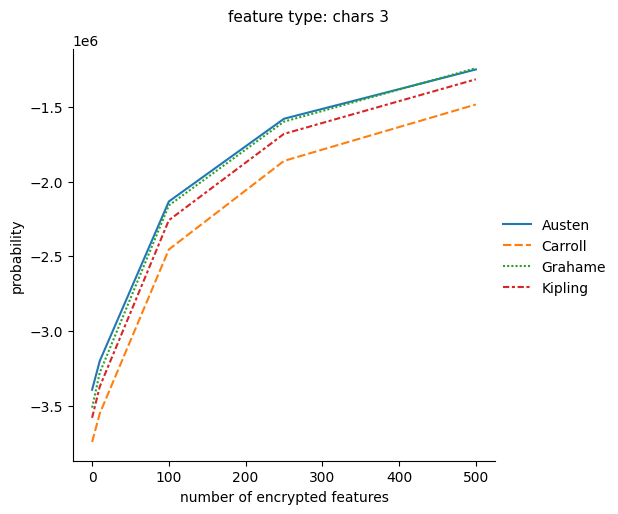 feature type: chars 3
1e6
−1.5
−2.0
−2.5
−3.0
−3.5
probability
0 100 200 300 400 500
number of encrypted features
Austen
Carroll
Grahame
Kipling